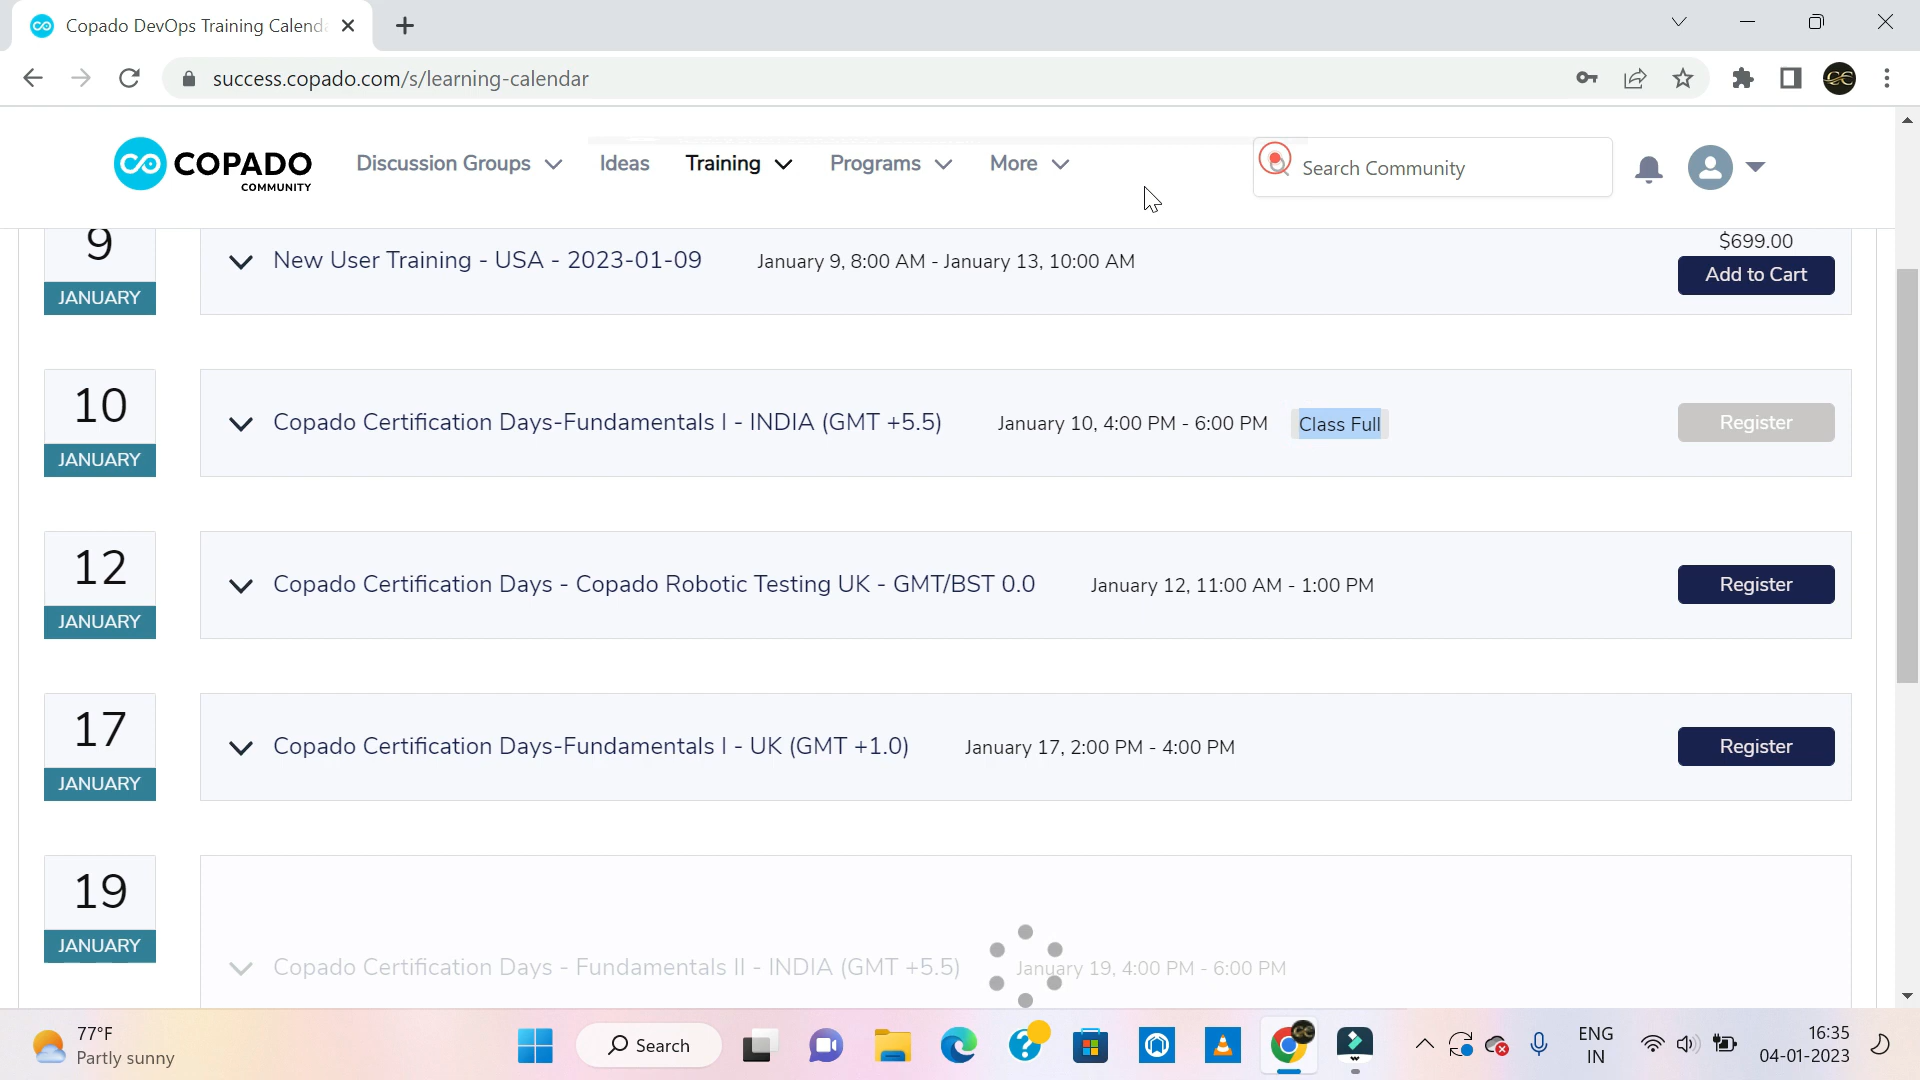 Copado DevOps Training Calend
success.copado.com/s/learning-calendar
COPADO
COMMUNITY
Discussion Groups
Ideas
Training
Programs
More
Search Community
9
JANUARY
New User Training - USA - 2023-01-09
January 9, 8:00 AM - January 13, 10:00 AM
$699.00
Add to Cart
10
JANUARY
Copado Certification Days-Fundamentals I - INDIA (GMT +5.5)
January 10, 4:00 PM - 6:00 PM
Class Full
Register
12
JANUARY
Copado Certification Days - Copado Robotic Testing UK - GMT/BST 0.0
January 12, 11:00 AM - 1:00 PM
Register
17
JANUARY
Copado Certification Days-Fundamentals I - UK (GMT +1.0)
January 17, 2:00 PM - 4:00 PM
Register
19
JANUARY
Copado Certification Days - Fundamentals II - INDIA (GMT +5.5)
January 19, 4:00 PM - 6:00 PM
77°F
Partly sunny
Search
ENG
IN
16:35
04-01-2023